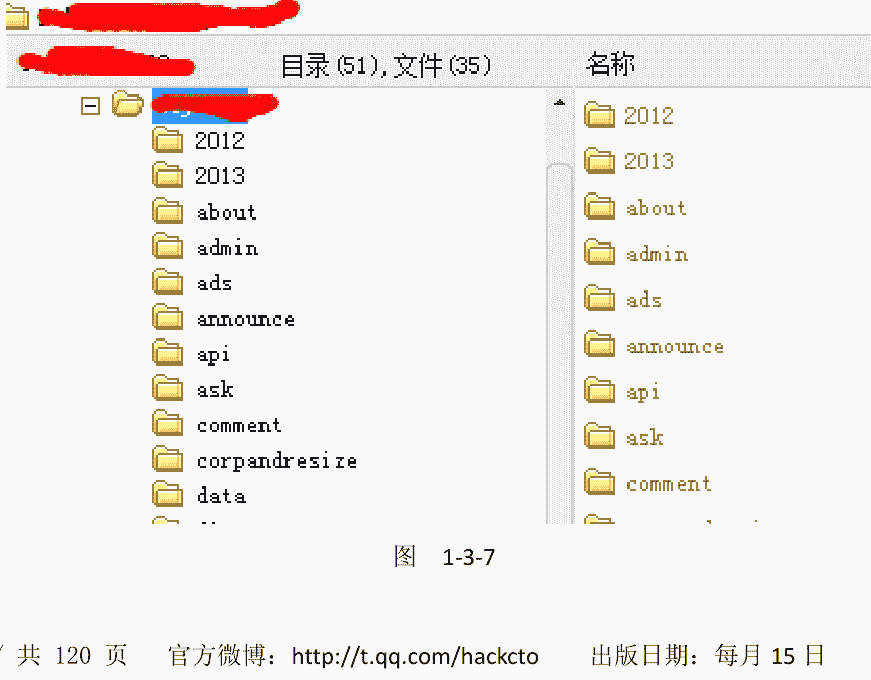 目录(51),文件(35)
名称
2012
2013
about
admin
ads
announce
api
ask
comment
corpandresize
data
2012
2013
about
admin
ads
announce
api
ask
comment
图 1-3-7
共 120 页 官方微博：http://t.qq.com/hackcto 出版日期：每月 15 日